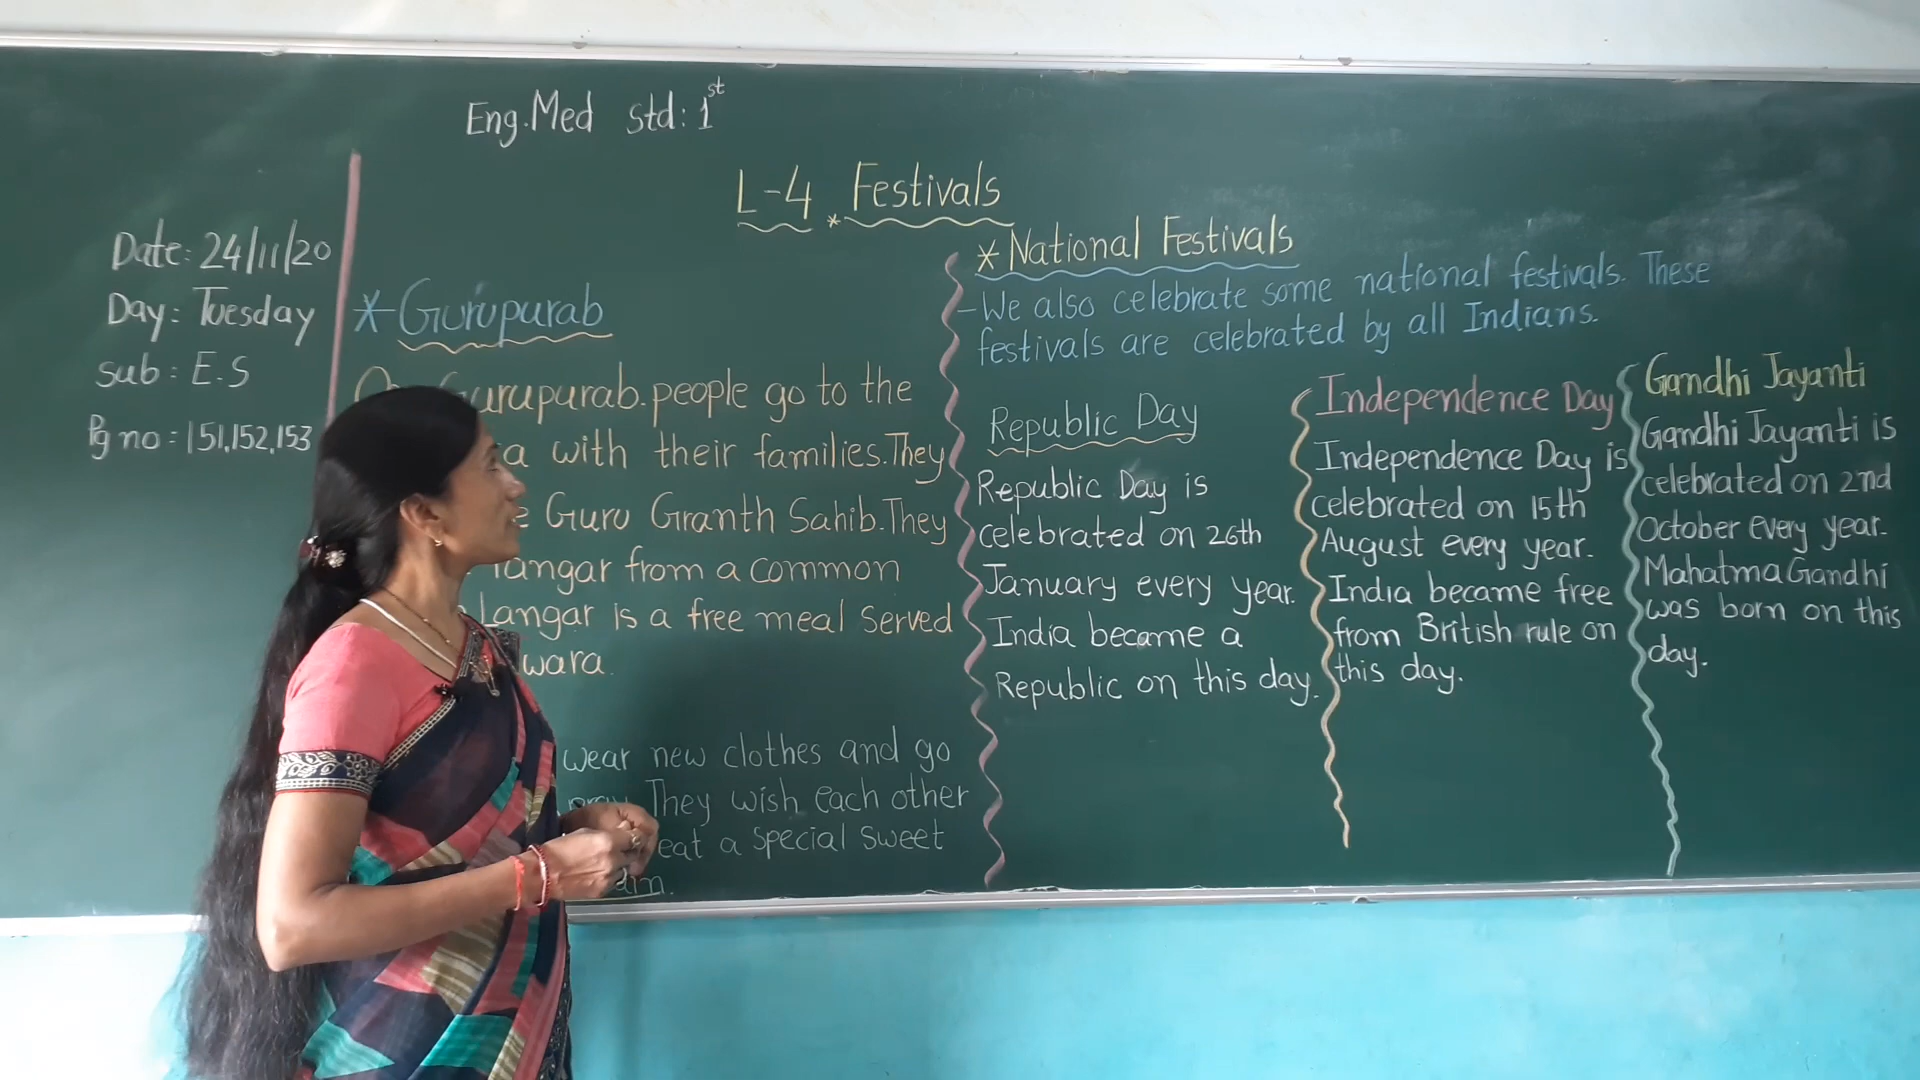 Eng.Med std: 1st
L-4 Festivals
Date: 24/11/20
Day: Tuesday
sub: E.S
Pg no = 151,152,153
*Gurupurab
Gurupurab.people go to the
with their families.They
Guru Granth Sahib.They
langar from a common
Langar is a free meal served
wear new clothes and go
They wish each other
eat a special sweet
*National Festivals
-We also celebrate some national festivals. These
festivals are celebrated by all Indians.
Republic Day
Republic Day is
celebrated on 26th
January every year.
India became a
Republic on this day.
Independence Day
Independence Day is
celebrated on 15th
August every year.
India became free
from British rule on
this day.
Gandhi Jayanti
Gandhi Jayanti is
celebrated on 2nd
October every year.
Mahatma Gandhi
was born on this
day.